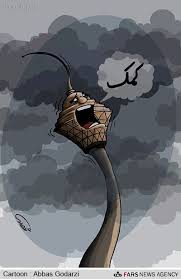 کمک
Cartoon : Abbas Godarzi
FARS NEWS AGENCY